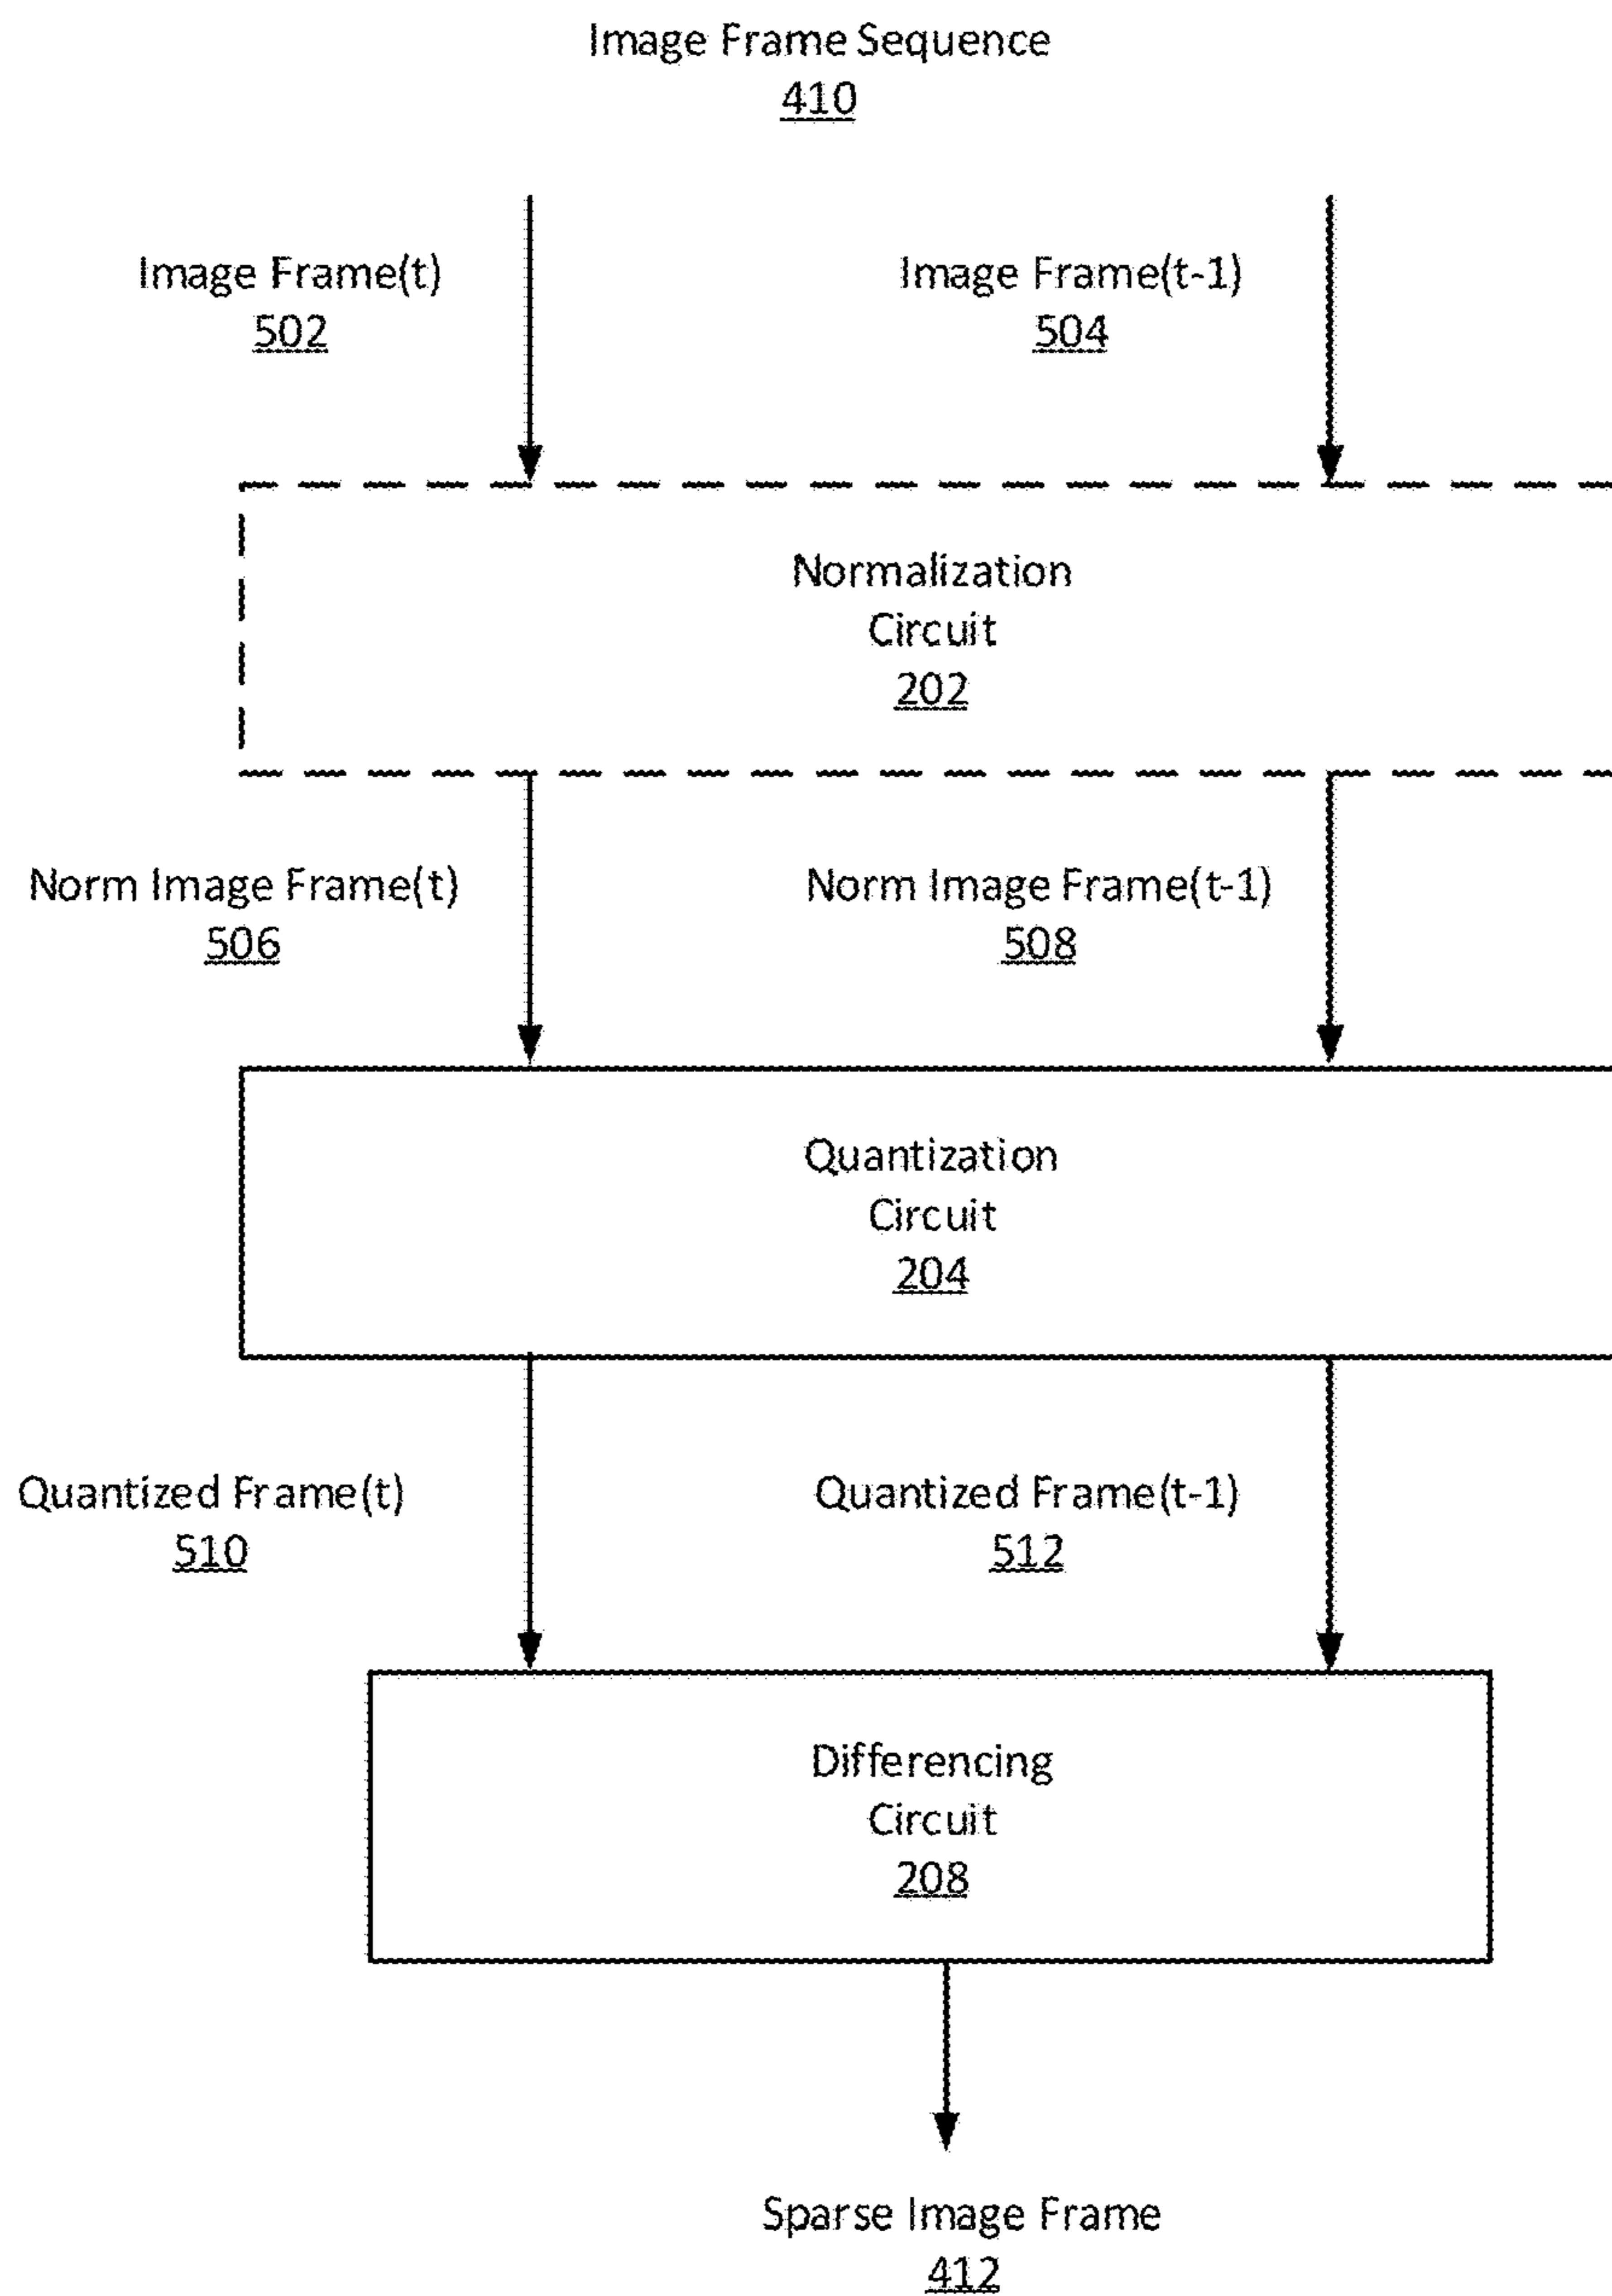 Image Frame Sequence
410
Image Frame(t)
502
Image Frame(t-1)
504
Normalization
Circuit
202
Norm Image Frame(t)
506
Norm Image Frame(t-1)
508
Quantization
Circuit
204
Quantized Frame(t)
510
Quantized Frame(t-1)
512
Differencing
Circuit
208
Sparse Image Frame
412